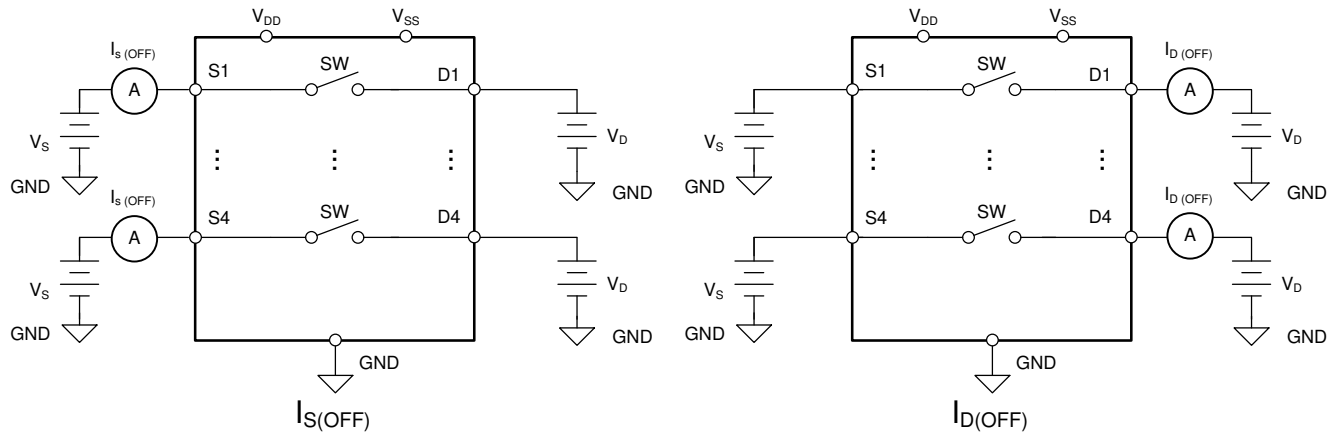 V_DD V_SS
I_s (OFF)
A
S1 SW D1
V_S
V_D
GND
GND
I_s (OFF)
A
S4 SW D4
V_S
V_D
GND
GND
GND
I_S(OFF)
V_DD V_SS
I_D (OFF)
S1 SW D1
A
V_S
V_D
GND
GND
I_D (OFF)
S4 SW D4
A
V_S
V_D
GND
GND
GND
I_D(OFF)